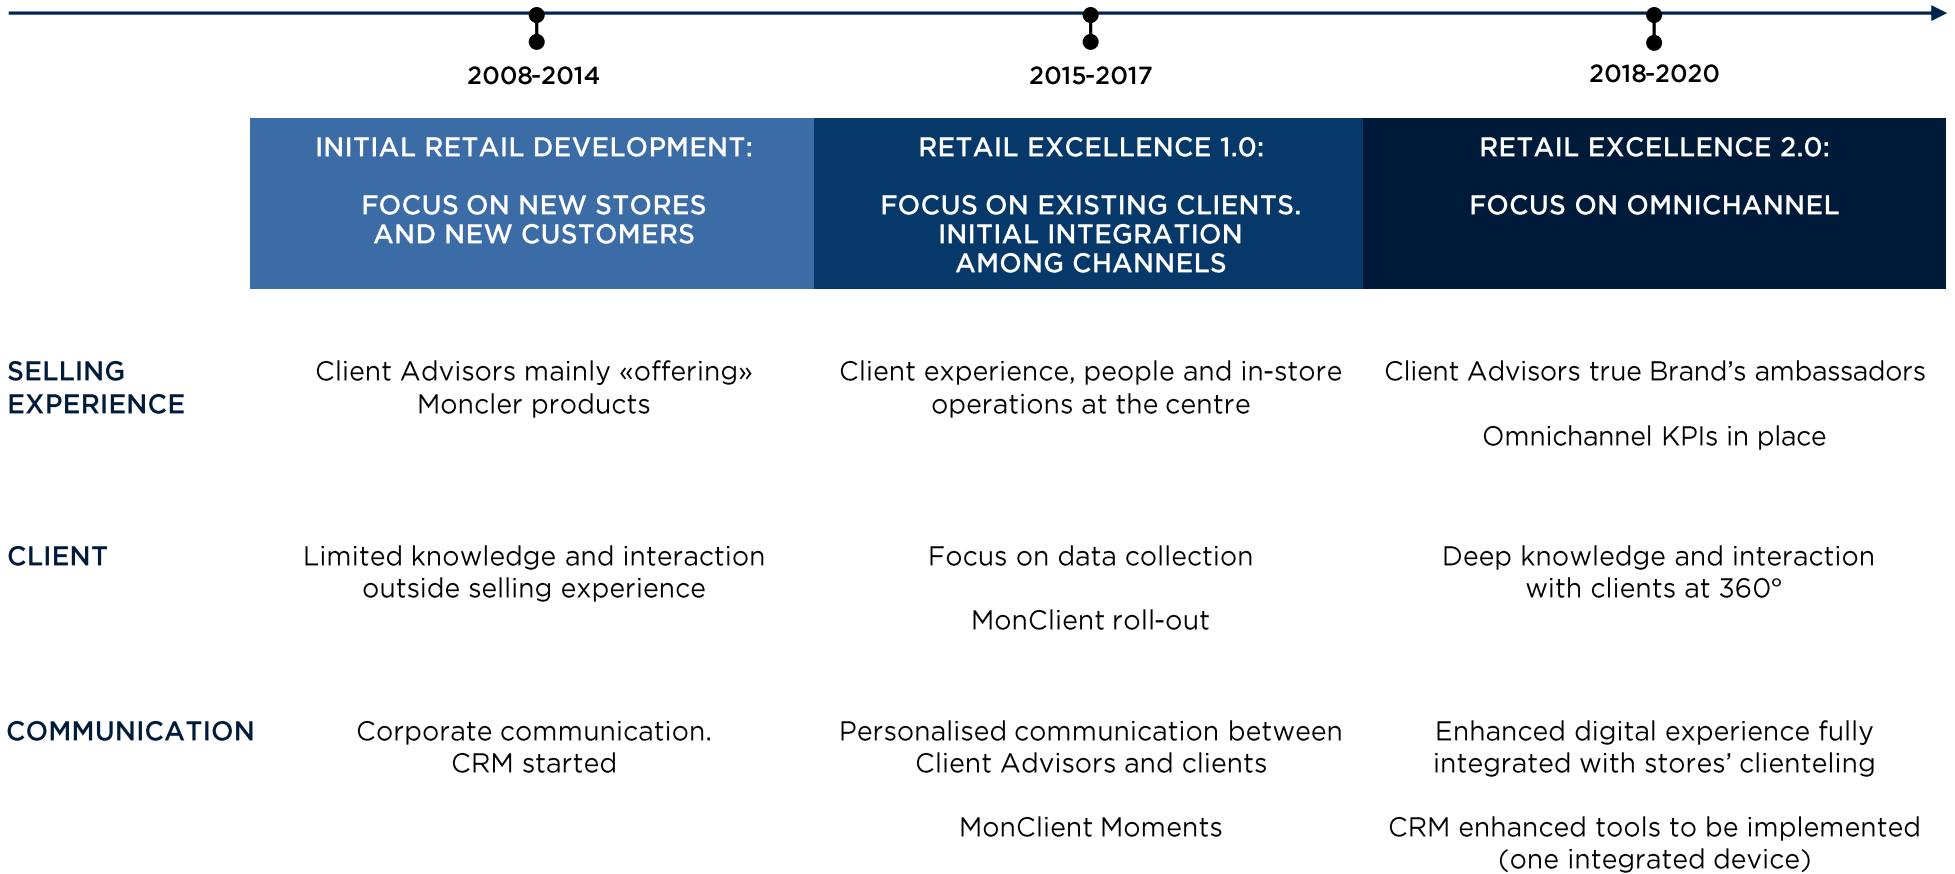 2008-2014
2015-2017
2018-2020
INITIAL RETAIL DEVELOPMENT:
FOCUS ON NEW STORES
AND NEW CUSTOMERS
RETAIL EXCELLENCE 1.0:
FOCUS ON EXISTING CLIENTS.
INITIAL INTEGRATION
AMONG CHANNELS
RETAIL EXCELLENCE 2.0:
FOCUS ON OMNICHANNEL
SELLING
EXPERIENCE
Client Advisors mainly «offering»
Moncler products
Client experience, people and in-store
operations at the centre
Client Advisors true Brand’s ambassadors
Omnichannel KPIs in place
CLIENT
Limited knowledge and interaction
outside selling experience
Focus on data collection
MonClient roll-out
Deep knowledge and interaction
with clients at 360°
COMMUNICATION
Corporate communication.
CRM started
Personalised communication between
Client Advisors and clients
MonClient Moments
Enhanced digital experience fully
integrated with stores’ clienteling
CRM enhanced tools to be implemented
(one integrated device)